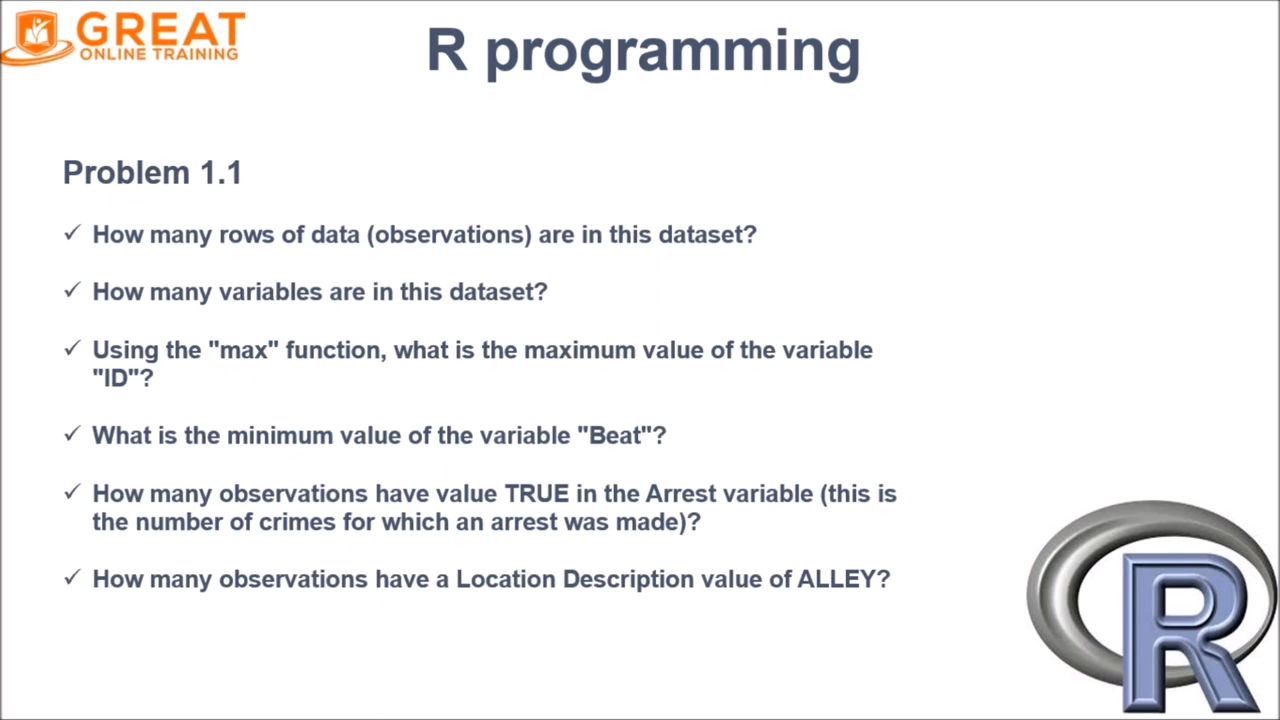 GREAT
ONLINE TRAINING
R programming
Problem 1.1
✓ How many rows of data (observations) are in this dataset?
✓ How many variables are in this dataset?
✓ Using the "max" function, what is the maximum value of the variable
"ID"?
✓ What is the minimum value of the variable "Beat"?
✓ How many observations have value TRUE in the Arrest variable (this is
the number of crimes for which an arrest was made)?
✓ How many observations have a Location Description value of ALLEY?
R